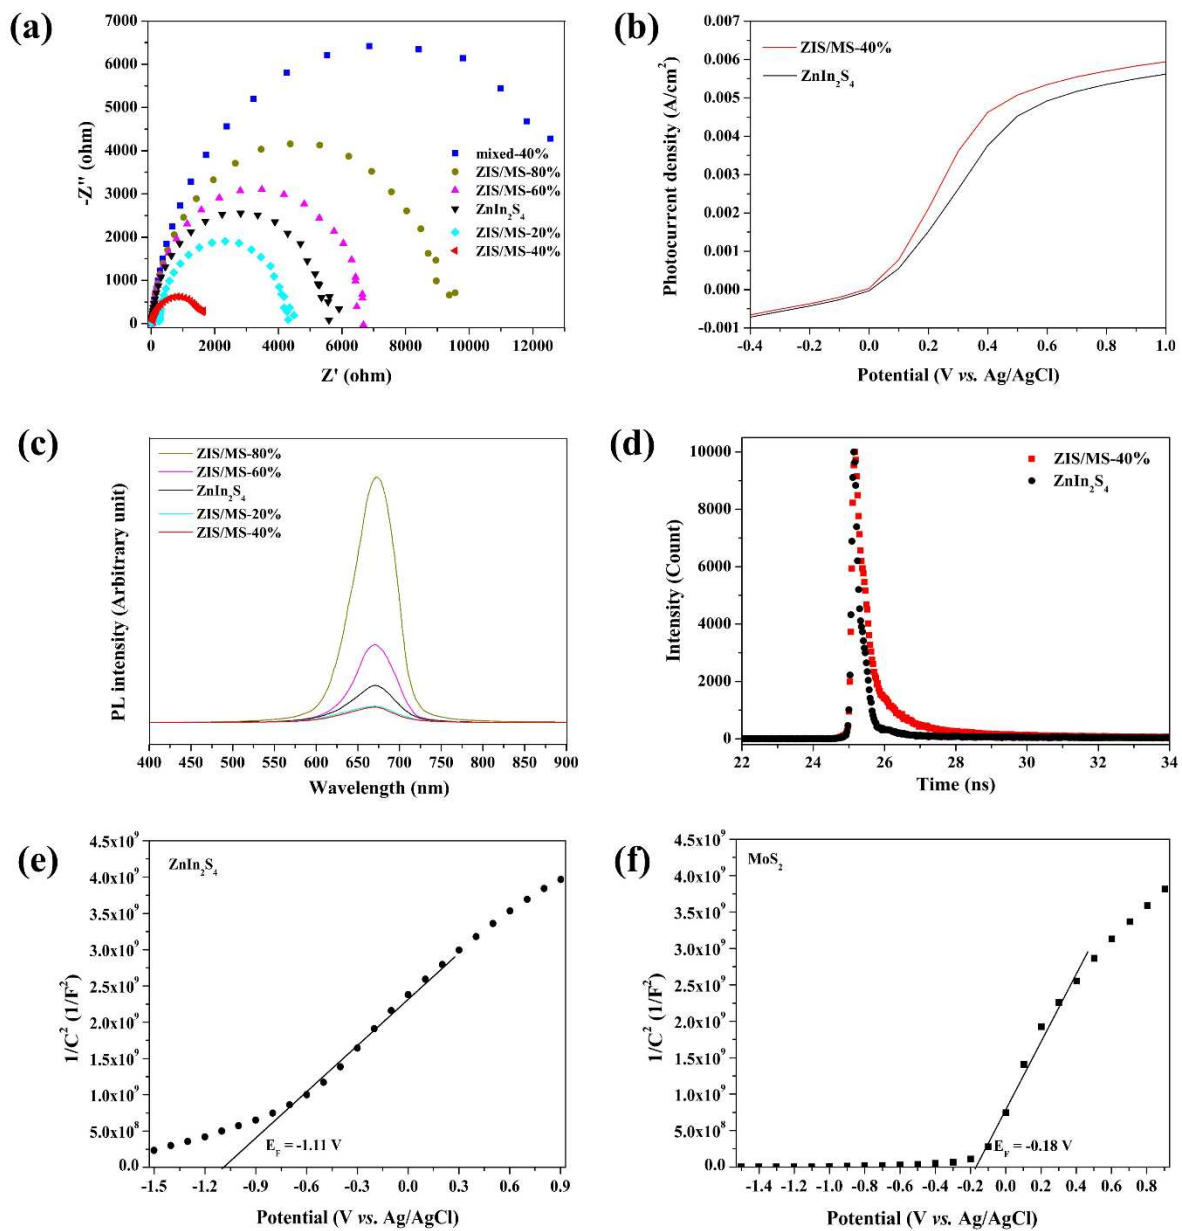 (a)
7000
6000
5000
4000
3000
2000
1000
0
-Z" (ohm)
mixed-40%
ZIS/MS-80%
ZIS/MS-60%
ZnIn₂S₄
ZIS/MS-20%
ZIS/MS-40%
0 2000 4000 6000 8000 10000 12000
Z' (ohm)
(b)
0.007
0.006
0.005
0.004
0.003
0.002
0.001
0.000
-0.001
Photocurrent density (A/cm²)
ZIS/MS-40%
ZnIn₂S₄
-0.4 -0.2 0.0 0.2 0.4 0.6 0.8 1.0
Potential (V vs. Ag/AgCl)
(c)
PL intensity (Arbitrary unit)
ZIS/MS-80%
ZIS/MS-60%
ZnIn₂S₄
ZIS/MS-20%
ZIS/MS-40%
400 450 500 550 600 650 700 750 800 850 900
Wavelength (nm)
(d)
10000
8000
6000
4000
2000
0
Intensity (Count)
ZIS/MS-40%
ZnIn₂S₄
22 24 26 28 30 32 34
Time (ns)
(e)
4.5x10⁹
4.0x10⁹
3.5x10⁹
3.0x10⁹
2.5x10⁹
2.0x10⁹
1.5x10⁹
1.0x10⁹
5.0x10⁸
0.0
1/C² (1/F²)
ZnIn₂S₄
E_F = -1.11 V
-1.5 -1.2 -0.9 -0.6 -0.3 0.0 0.3 0.6 0.9
Potential (V vs. Ag/AgCl)
(f)
4.5x10⁹
4.0x10⁹
3.5x10⁹
3.0x10⁹
2.5x10⁹
2.0x10⁹
1.5x10⁹
1.0x10⁹
5.0x10⁸
0.0
1/C² (1/F²)
MoS₂
E_F = -0.18 V
-1.4 -1.2 -1.0 -0.8 -0.6 -0.4 -0.2 0.0 0.2 0.4 0.6 0.8
Potential (V vs. Ag/AgCl)